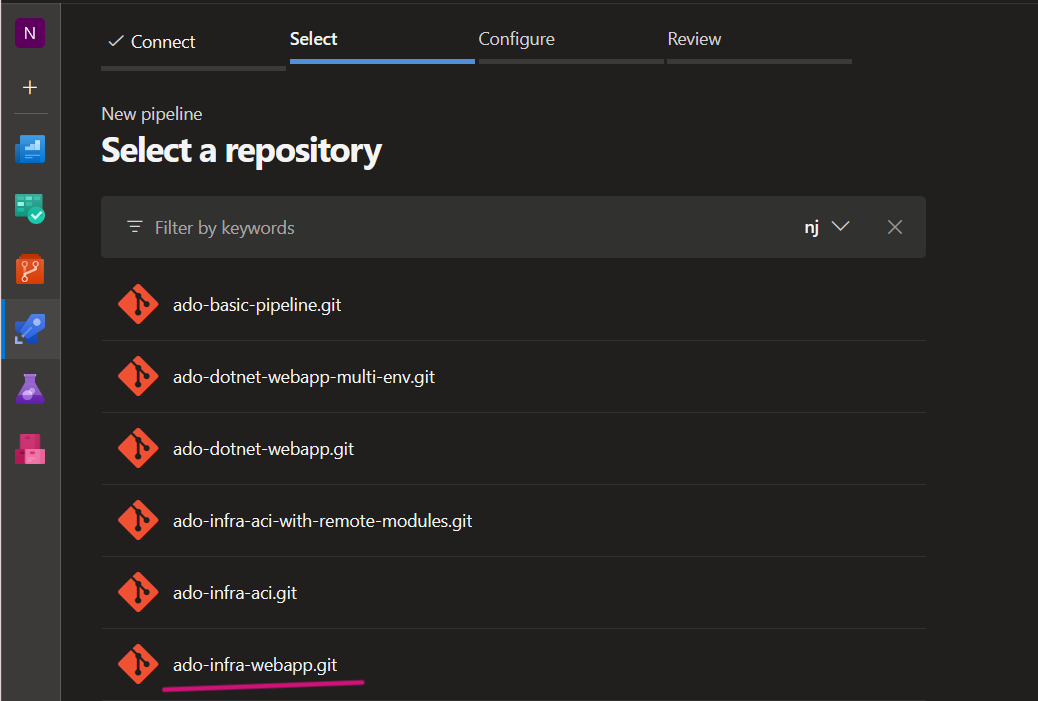 N
Connect
Select
Configure
Review
New pipeline
Select a repository
Filter by keywords
nj
ado-basic-pipeline.git
ado-dotnet-webapp-multi-env.git
ado-dotnet-webapp.git
ado-infra-aci-with-remote-modules.git
ado-infra-aci.git
ado-infra-webapp.git